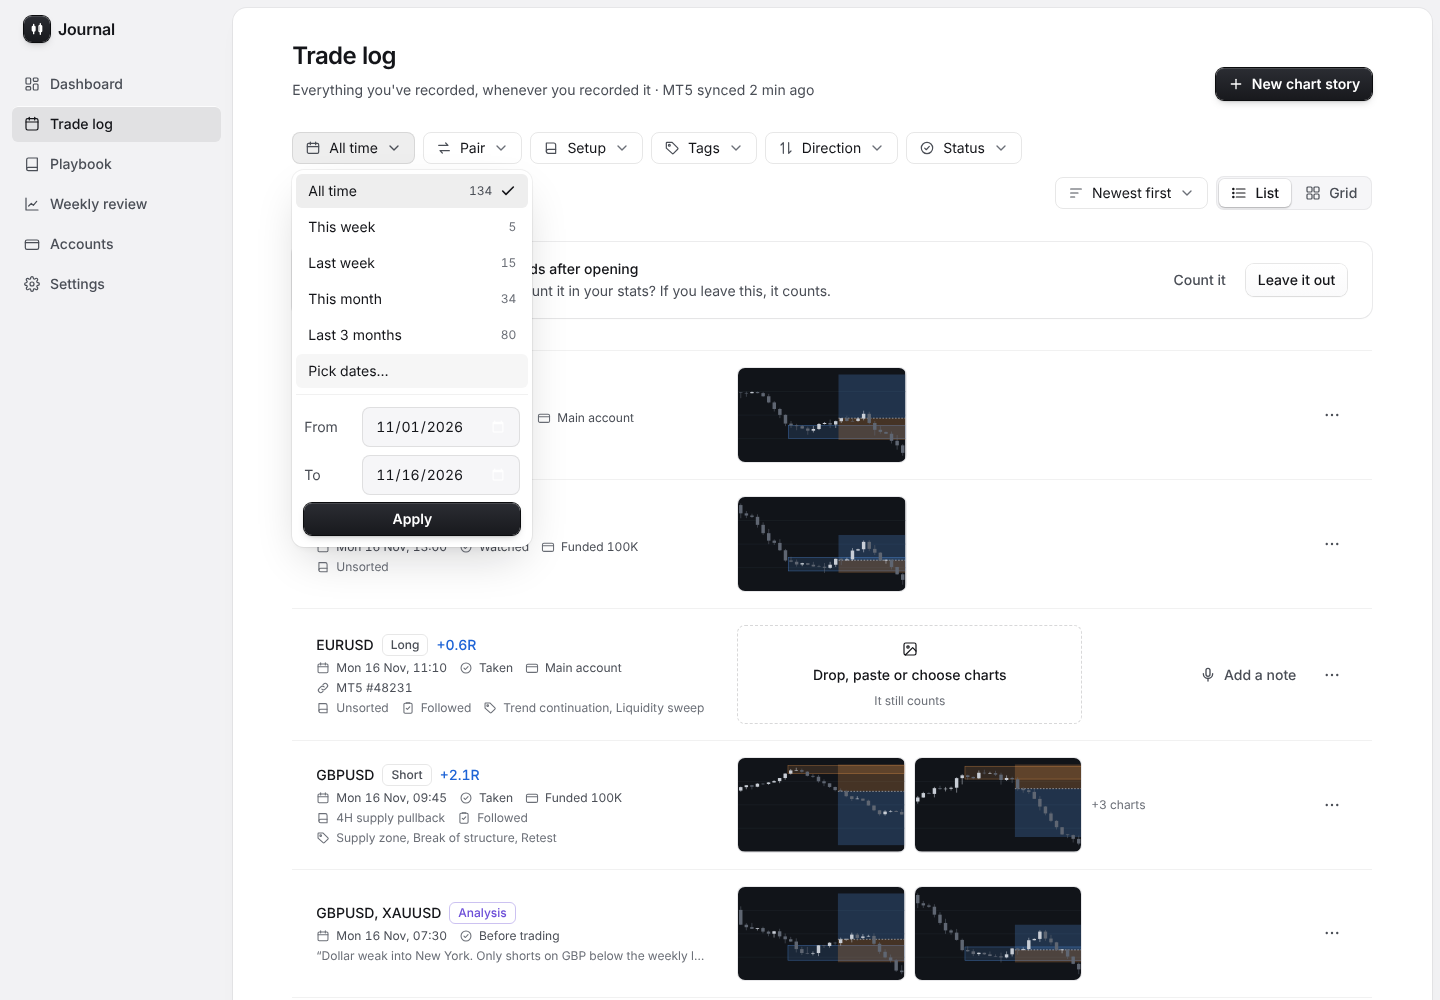 Journal
Dashboard
Trade log
Playbook
Weekly review
Accounts
Settings
Trade log
Everything you've recorded, whenever you recorded it · MT5 synced 2 min ago
New chart story
All time
Pair
Setup
Tags
Direction
Status
Newest first
List
Grid
All time 134
This week 5
Last week 15
This month 34
Last 3 months 80
Pick dates...
From 11/01/2026
To 11/16/2026
Apply
after opening
it in your stats? If you leave this, it counts.
Count it
Leave it out
Main account
Mon 16 Nov, 13:00 Watched Funded 100K
Unsorted
EURUSD Long +0.6R
Mon 16 Nov, 11:10 Taken Main account
MT5 #48231
Unsorted Followed Trend continuation, Liquidity sweep
Drop, paste or choose charts
It still counts
Add a note
GBPUSD Short +2.1R
Mon 16 Nov, 09:45 Taken Funded 100K
4H supply pullback Followed
Supply zone, Break of structure, Retest
+3 charts
GBPUSD, XAUUSD Analysis
Mon 16 Nov, 07:30 Before trading
“Dollar weak into New York. Only shorts on GBP below the weekly l...